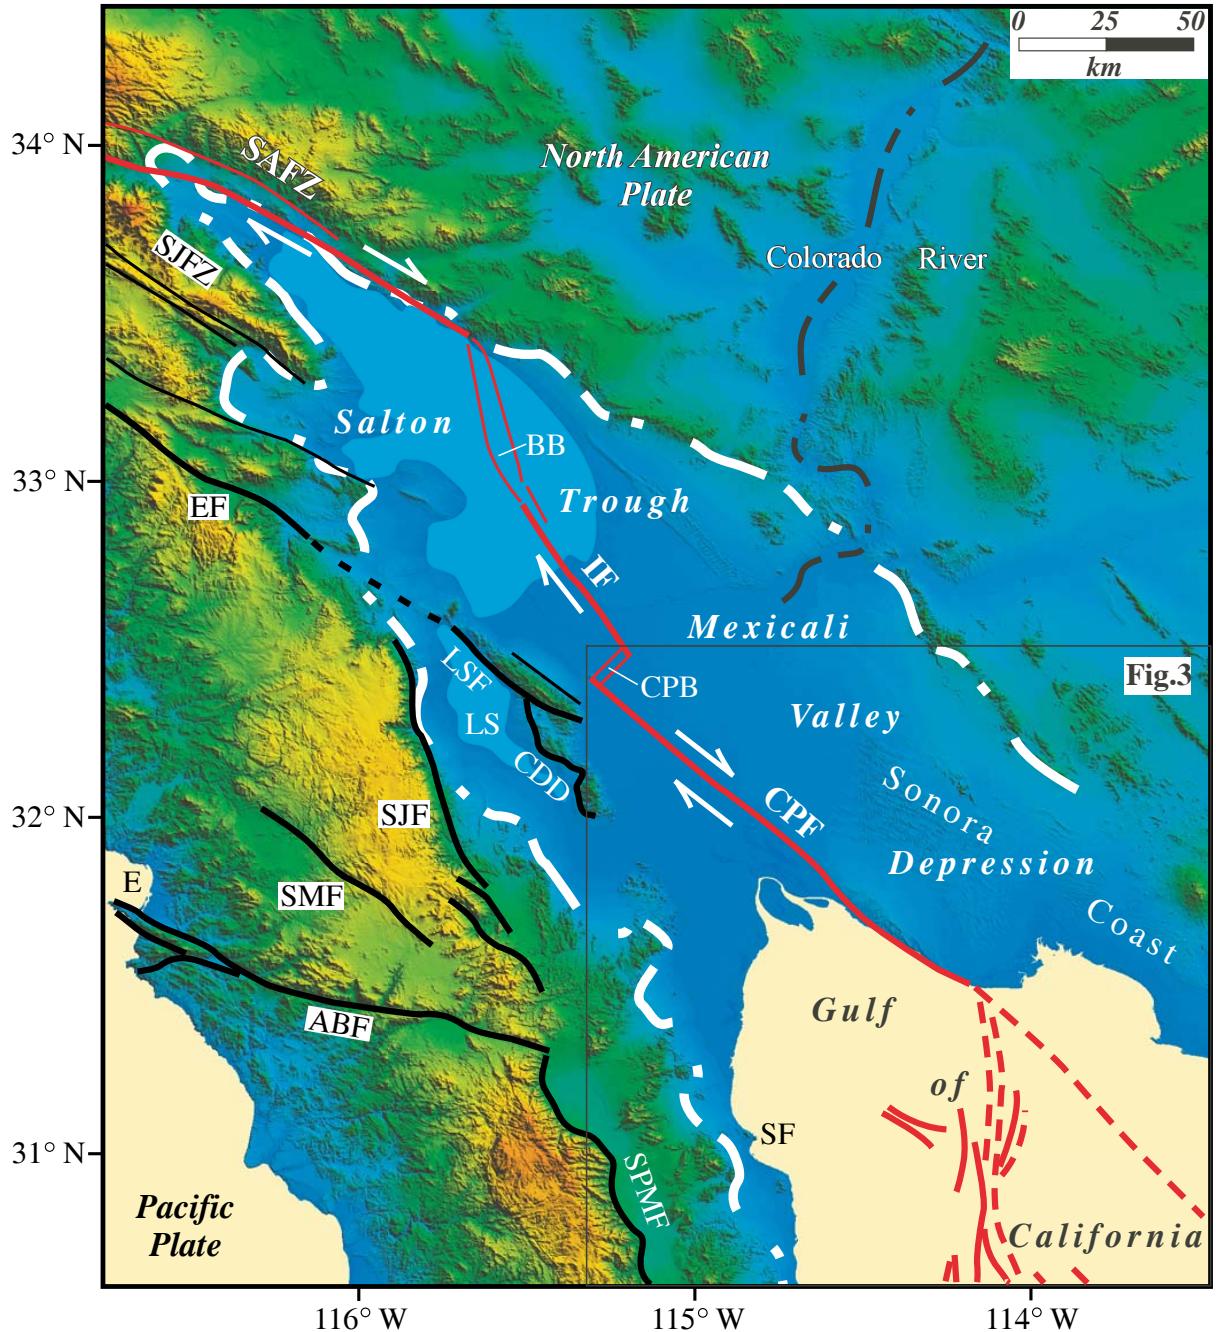 0 25 50
km
34° N
SAFZ
North American
Plate
SJFZ
Colorado River
Salton
BB
33° N
EF
Trough
IF
Mexicali
LSF
CPB
Fig.3
LS
Valley
CDD
Sonora
32° N
SJF
CPF
Depression
E
SMF
Coast
Gulf
ABF
of
31° N
SF
SPMF
Pacific
Plate
California
116° W 115° W 114° W